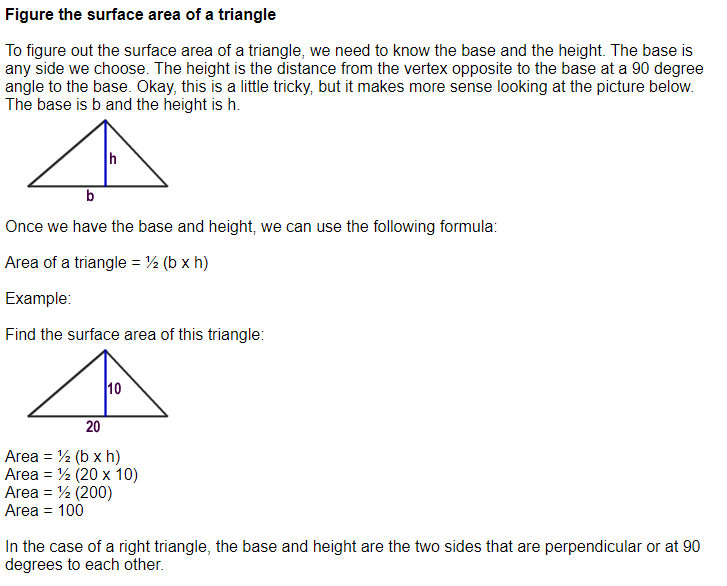 Figure the surface area of a triangle
To figure out the surface area of a triangle, we need to know the base and the height. The base is
any side we choose. The height is the distance from the vertex opposite to the base at a 90 degree
angle to the base. Okay, this is a little tricky, but it makes more sense looking at the picture below.
The base is b and the height is h.
h
b
Once we have the base and height, we can use the following formula:
Area of a triangle = ½ (b x h)
Example:
Find the surface area of this triangle:
10
20
Area = ½ (b x h)
Area = ½ (20 x 10)
Area = ½ (200)
Area = 100
In the case of a right triangle, the base and height are the two sides that are perpendicular or at 90
degrees to each other.